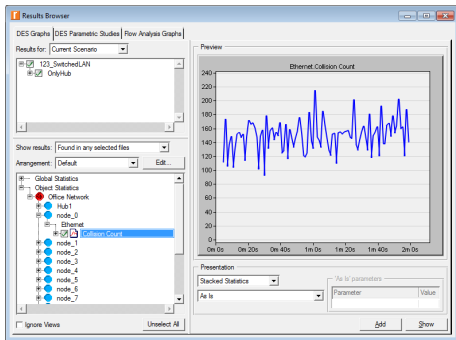 Results Browser
DES Graphs DES Parametric Studies Flow Analysis Graphs
Results for: Current Scenario
123_SwitchedLAN
OnlyHub
Show results: Found in any selected files
Arrangement: Default Edit...
Global Statistics
Object Statistics
Office Network
Hub1
node_0
Ethernet
Collision Count
node_1
node_2
node_3
node_4
node_5
node_6
node_7
Ignore Views Unselect All
Preview
Ethernet.Collision Count
240
220
200
180
160
140
120
100
80
60
40
20
0
0m 0s 0m 20s 0m 40s 1m 0s 1m 20s 1m 40s 2m 0s
Presentation
Stacked Statistics
As Is
'As Is' parameters
Parameter Value
Add Show